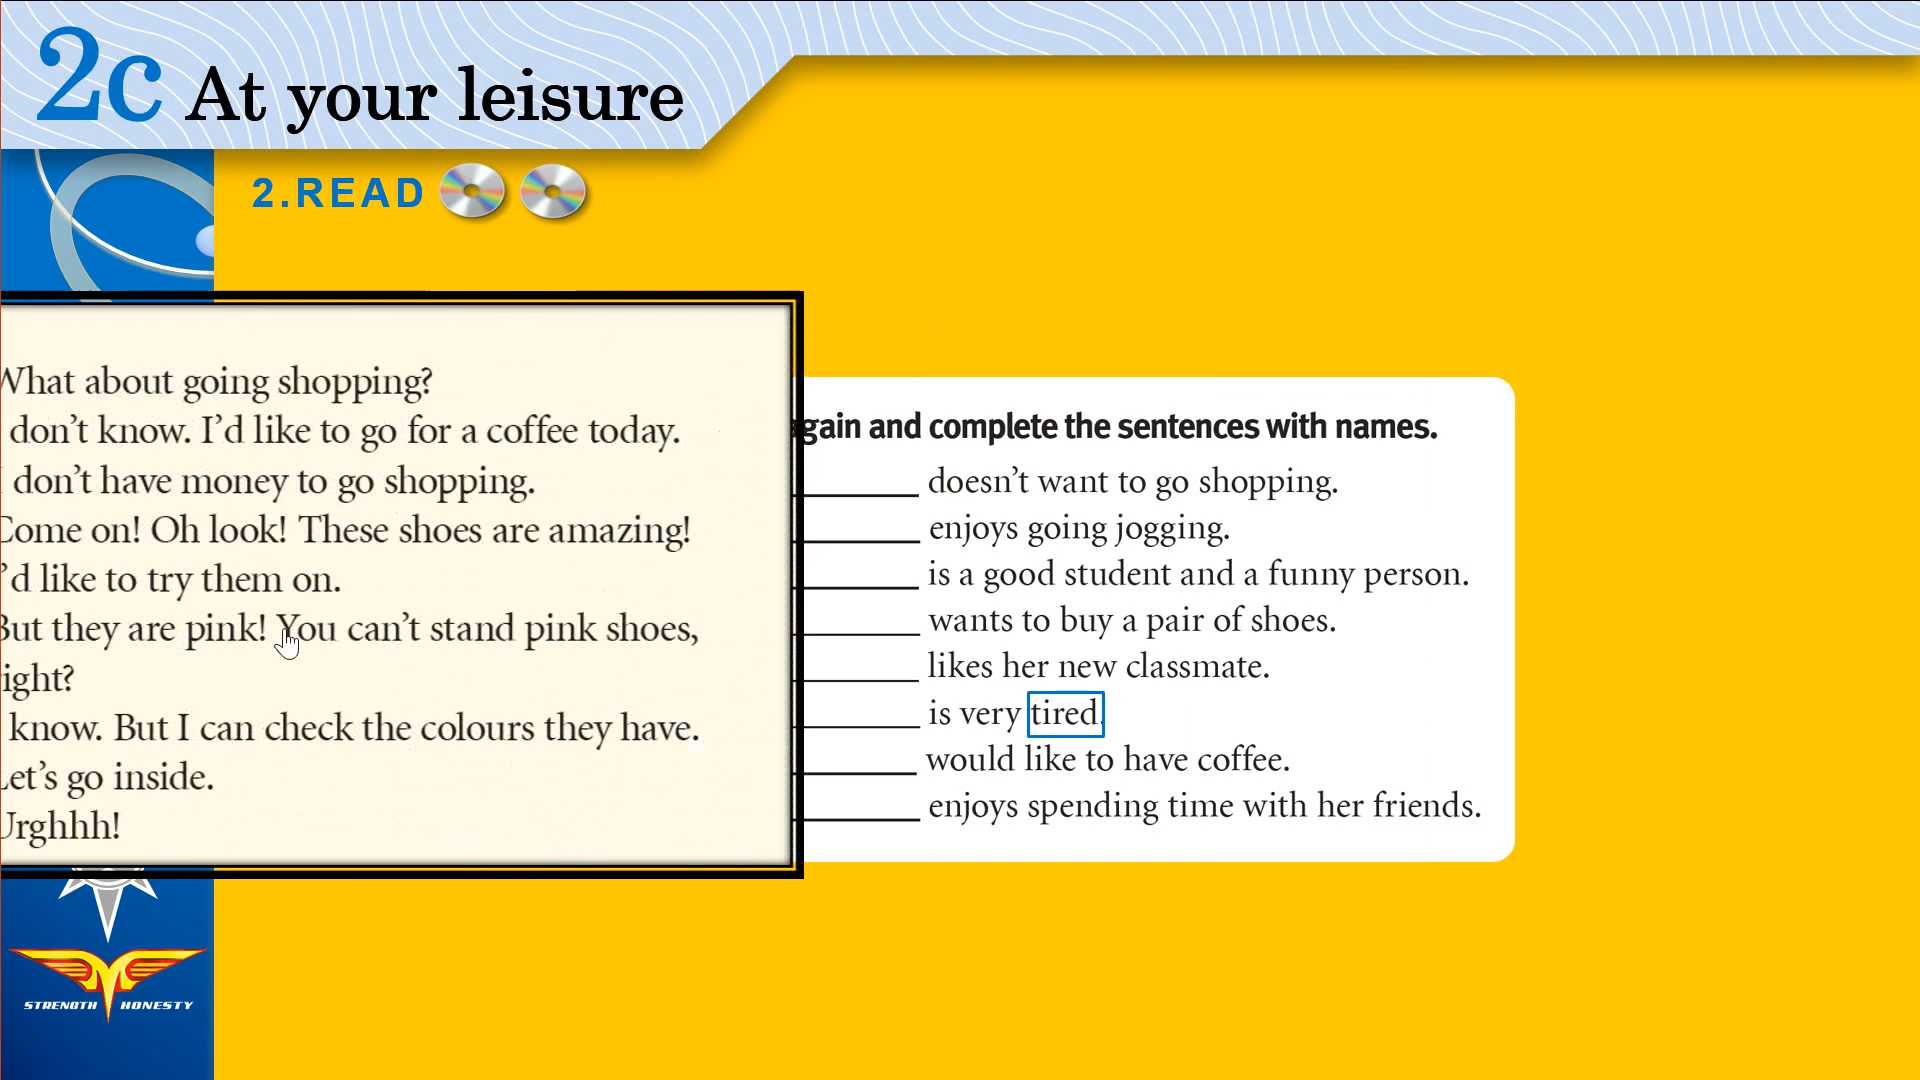 2c At your leisure
2.READ
What about going shopping?
don't know. I'd like to go for a coffee today.
don't have money to go shopping.
Come on! Oh look! These shoes are amazing!
'd like to try them on.
But they are pink! You can't stand pink shoes,
ight?
know. But I can check the colours they have.
Let's go inside.
Urghhh!
again and complete the sentences with names.
doesn't want to go shopping.
enjoys going jogging.
is a good student and a funny person.
wants to buy a pair of shoes.
likes her new classmate.
is very tired.
would like to have coffee.
enjoys spending time with her friends.
STRENGTH HONESTY